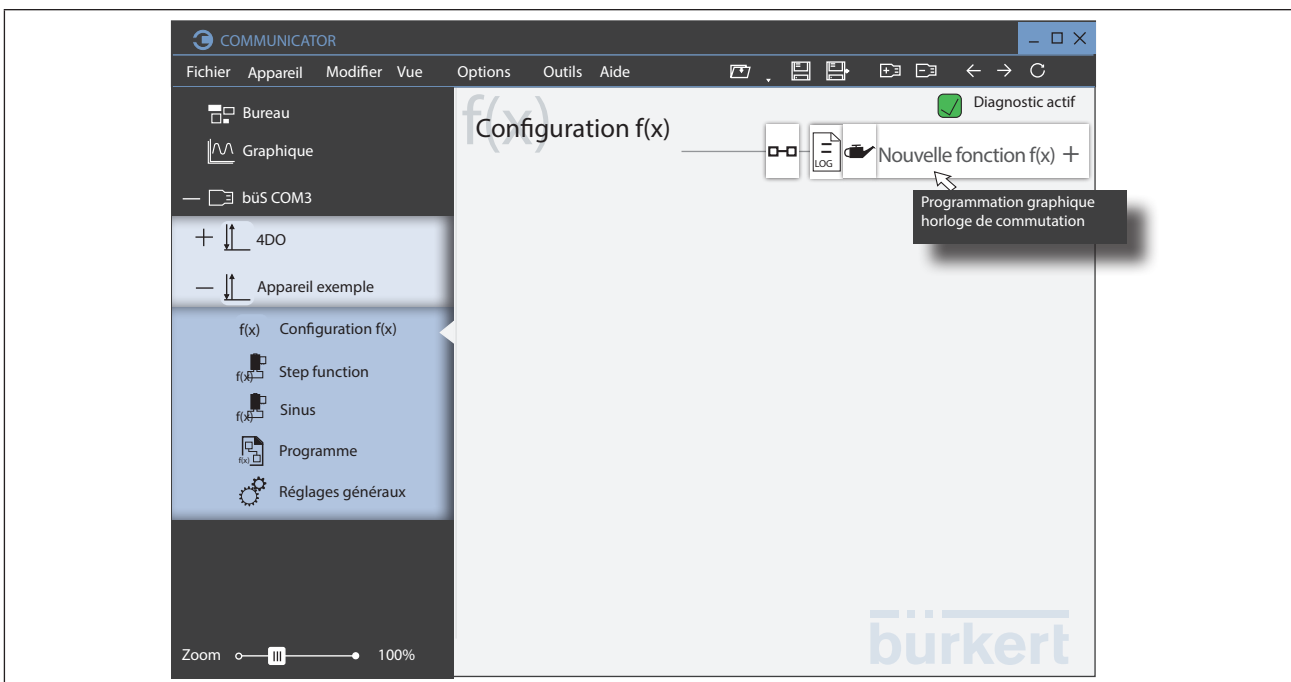 COMMUNICATOR
Fichier Appareil Modifier Vue Options Outils Aide
Bureau
Graphique
büS COM3
4DO
Appareil exemple
f(x) Configuration f(x)
f(x) Step function
f(x) Sinus
f(x) Programme
Réglages généraux
Zoom 100%
f(x)
Configuration f(x)
Diagnostic actif
LOG
Nouvelle fonction f(x) +
Programmation graphique
horloge de commutation
bürkert